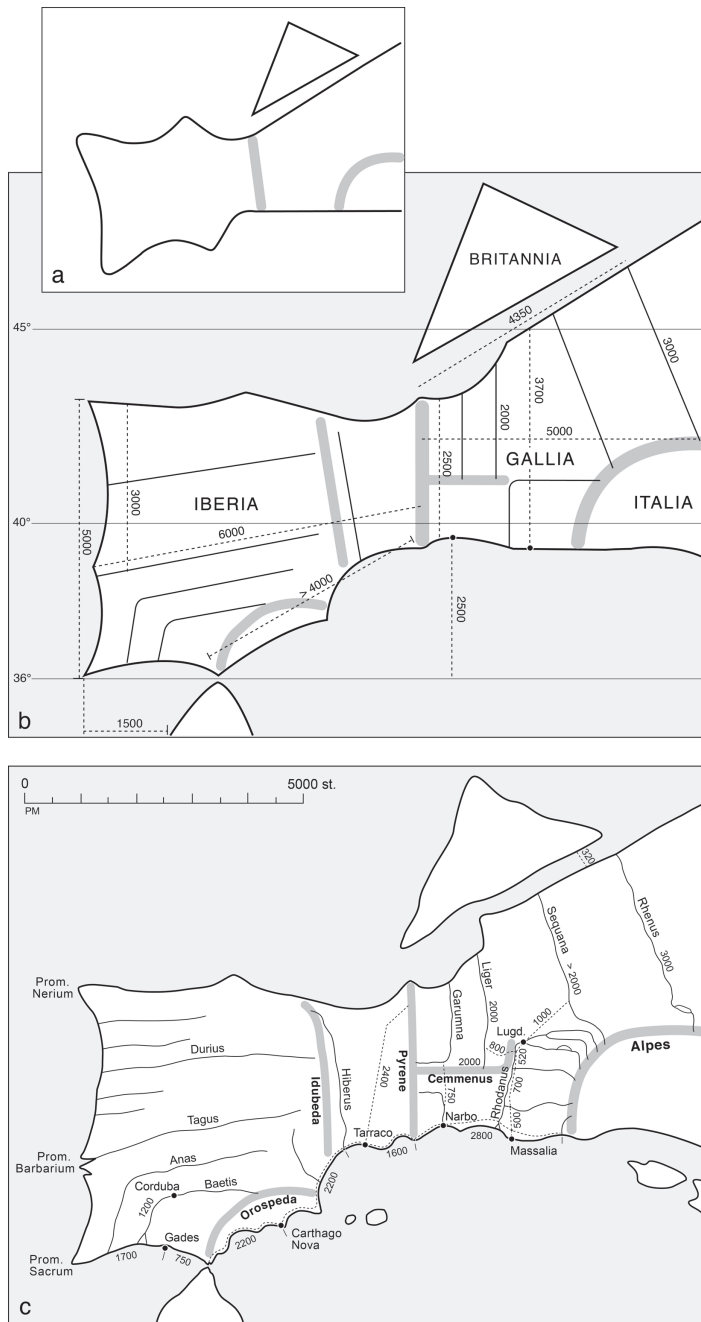 a
BRITANNIA
45°
4350
3000
3700
2000
5000
2500
GALLIA
3000
IBERIA
ITALIA
40°
5000
6000
> 4000
2500
36°
1500
b
0 5000 st.
PM
320
Prom.
Nerium
Sequana
Rhenus
Liger
> 2000
3000
Garumna
2000
1000
Lugd.
Durius
800
520
Alpes
Idubeda
Hiberus
2400
Pyrene
2000
Cemmenus
700
750
Rhodanus
Tagus
Narbo
500
Tarraco
2800
Massalia
Prom.
Barbarium
1600
Anas
2200
Corduba
Baetis
1200
Orospeda
Gades
Carthago
Nova
2200
Prom.
Sacrum
1700
750
c